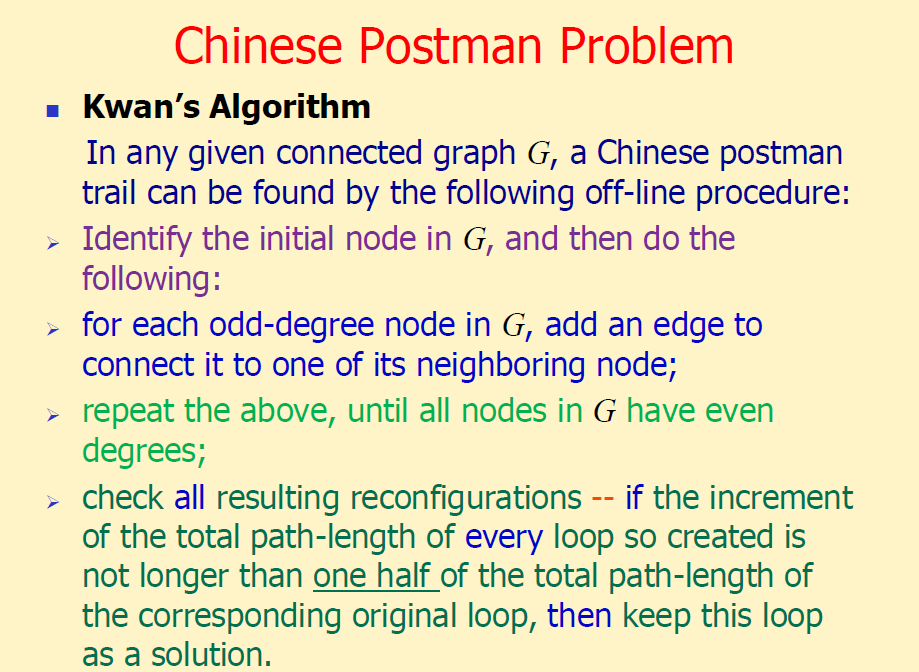 Chinese Postman Problem
Kwan's Algorithm
In any given connected graph G, a Chinese postman
trail can be found by the following off-line procedure:
Identify the initial node in G, and then do the
following:
for each odd-degree node in G, add an edge to
connect it to one of its neighboring node;
repeat the above, until all nodes in G have even
degrees;
check all resulting reconfigurations -- if the increment
of the total path-length of every loop so created is
not longer than one half of the total path-length of
the corresponding original loop, then keep this loop
as a solution.